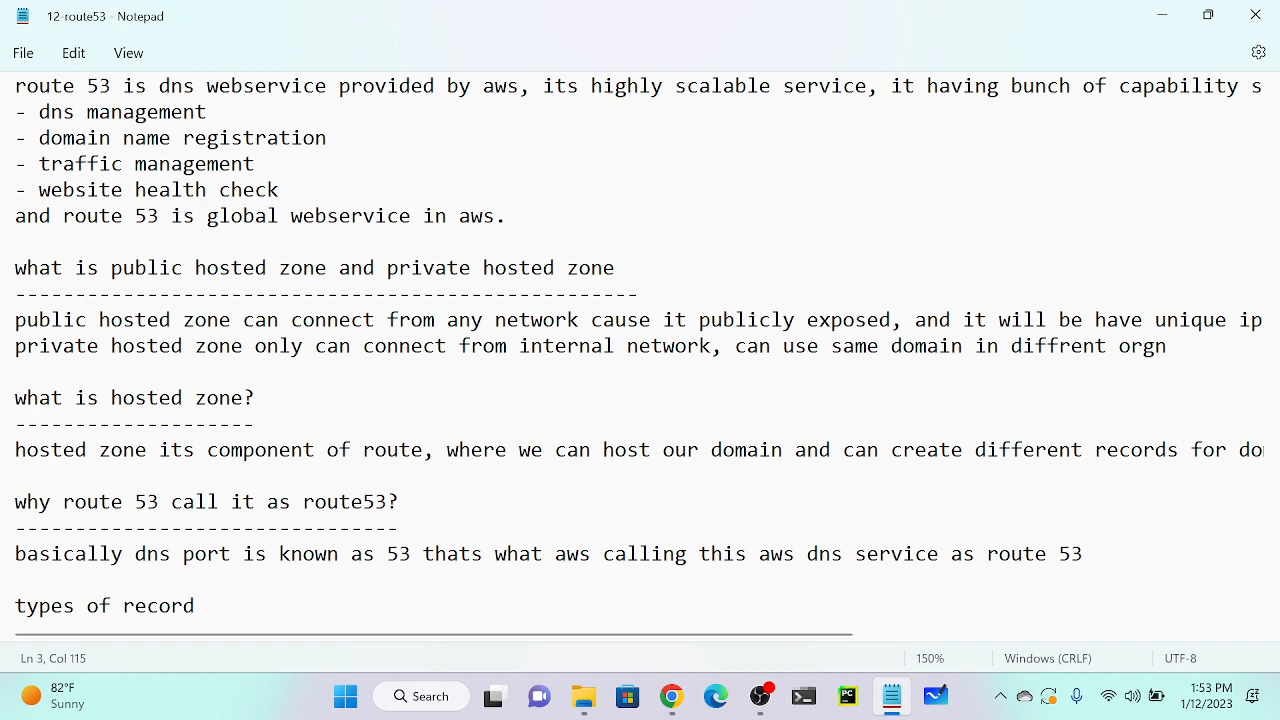 12-route53 - Notepad
File Edit View
route 53 is dns webservice provided by aws, its highly scalable service, it having bunch of capability s
- dns management
- domain name registration
- traffic management
- website health check
and route 53 is global webservice in aws.
what is public hosted zone and private hosted zone
----------------------------------------------------
public hosted zone can connect from any network cause it publicly exposed, and it will be have unique ip
private hosted zone only can connect from internal network, can use same domain in diffrent orgn
what is hosted zone?
--------------------
hosted zone its component of route, where we can host our domain and can create different records for
why route 53 call it as route53?
--------------------------------
basically dns port is known as 53 thats what aws calling this aws dns service as route 53
types of record
Ln 3, Col 115 150% Windows (CRLF) UTF-8
82°F
Sunny
Search
PC
1:53 PM
1/12/2023